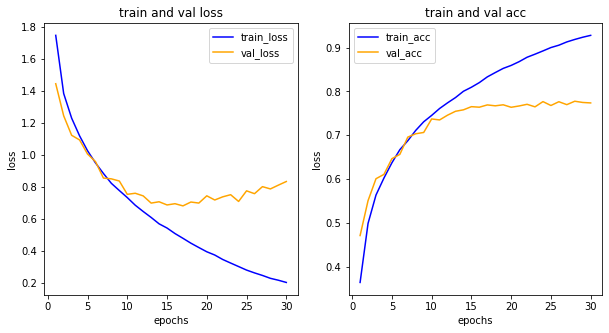 train and val loss
train_loss
val_loss
1.8
1.6
1.4
1.2
1.0
0.8
0.6
0.4
0.2
loss
0
5
10
15
20
25
30
epochs
train and val acc
train_acc
val_acc
0.9
0.8
0.7
0.6
0.5
0.4
loss
0
5
10
15
20
25
30
epochs